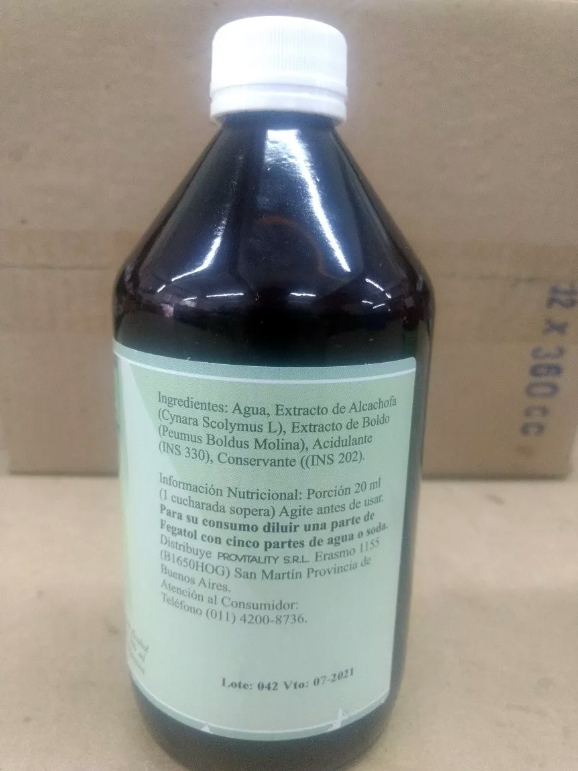 12 x 360cc
Ingredientes: Agua, Extracto de Alcachofa
(Cynara Scolymus L), Extracto de Boldo
(Peumus Boldus Molina), Acidulante
(INS 330), Conservante ((INS 202).
Información Nutricional: Porción 20 ml
(1 cucharada sopera) Agite antes de usar.
Para su consumo diluir una parte de
Fegatol con cinco partes de agua o soda.
Distribuye PROVITALITY S.R.L. Erasmo 1155
(B1650HOG) San Martín Provincia de
Buenos Aires.
Atención al Consumidor:
Teléfono (011) 4200-8736.
Lote: 042 Vto: 07-2021